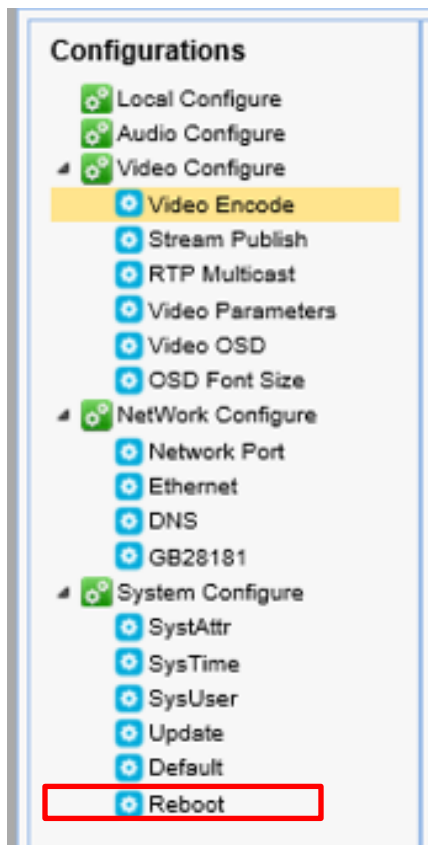 Configurations
Local Configure
Audio Configure
Video Configure
Video Encode
Stream Publish
RTP Multicast
Video Parameters
Video OSD
OSD Font Size
NetWork Configure
Network Port
Ethernet
DNS
GB28181
System Configure
SystAttr
SysTime
SysUser
Update
Default
Reboot